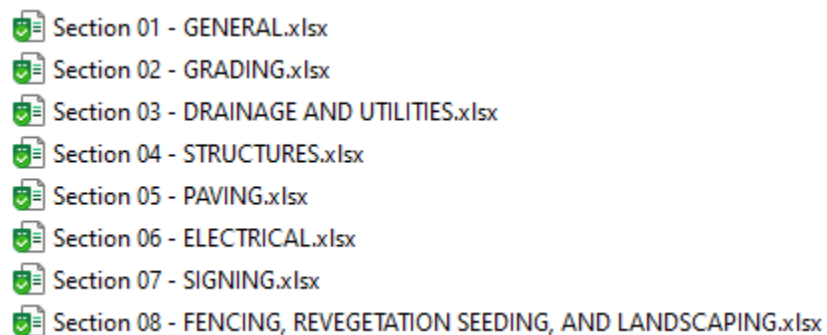 Section 01 - GENERAL.xlsx
Section 02 - GRADING.xlsx
Section 03 - DRAINAGE AND UTILITIES.xlsx
Section 04 - STRUCTURES.xlsx
Section 05 - PAVING.xlsx
Section 06 - ELECTRICAL.xlsx
Section 07 - SIGNING.xlsx
Section 08 - FENCING, REVEGETATION SEEDING, AND LANDSCAPING.xlsx